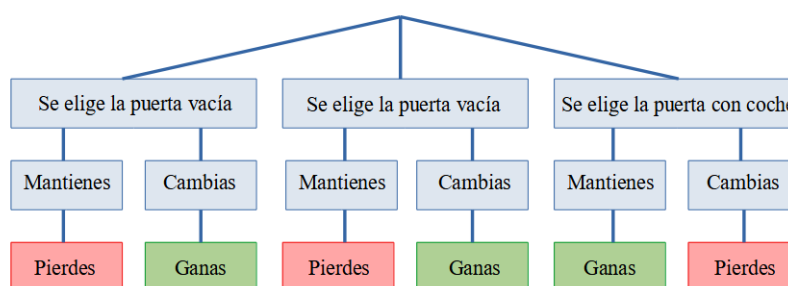 Se elige la puerta vacía
Se elige la puerta vacía
Se elige la puerta con coche
Mantienes
Cambias
Mantienes
Cambias
Mantienes
Cambias
Pierdes
Ganas
Pierdes
Ganas
Ganas
Pierdes